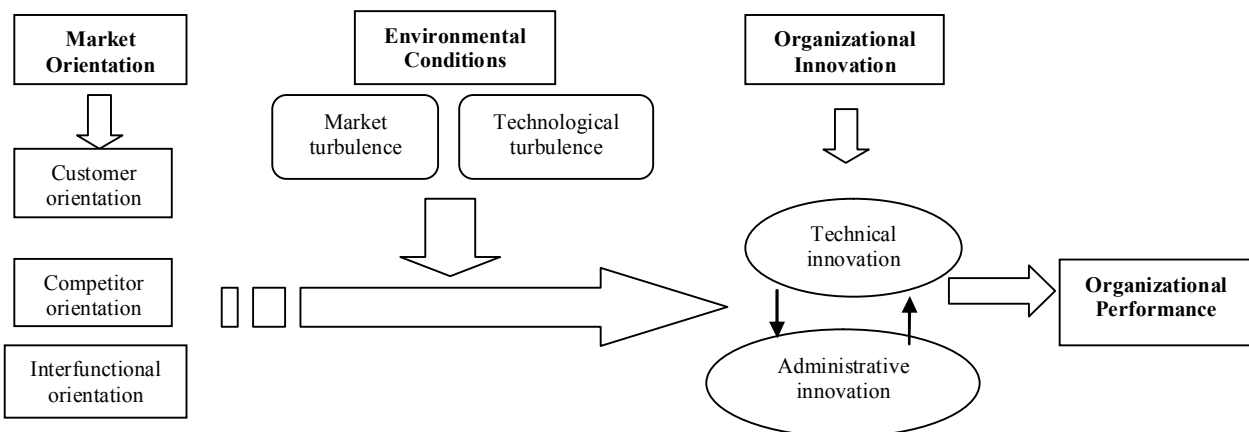 Market
Orientation
Environmental
Conditions
Organizational
Innovation
Market
turbulence
Technological
turbulence
Customer
orientation
Technical
innovation
Competitor
orientation
Organizational
Performance
Interfunctional
orientation
Administrative
innovation